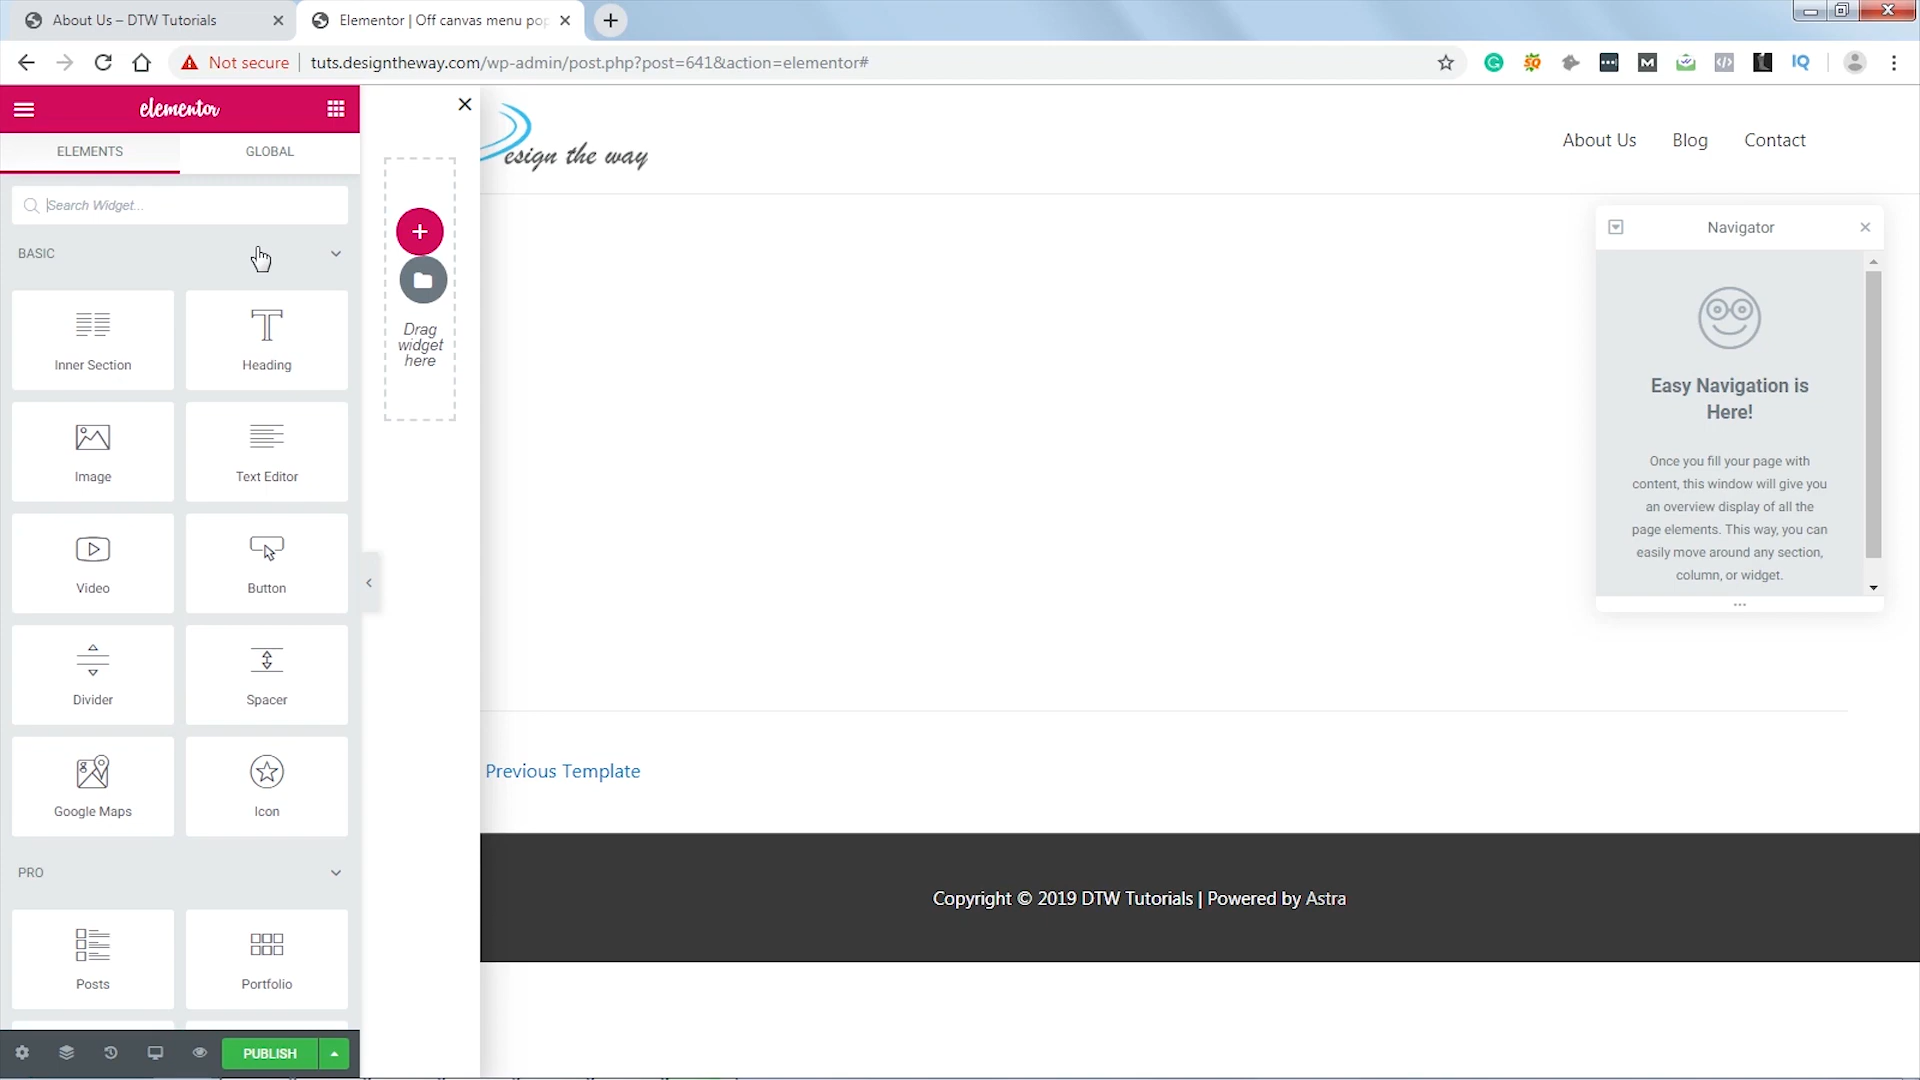 About Us – DTW Tutorials
Elementor | Off canvas menu pop
Not secure
tuts.designtheway.com/wp-admin/post.php?post=641&action=elementor#
elementor
ELEMENTS
GLOBAL
Search Widget...
BASIC
Inner Section
Heading
Image
Text Editor
Video
Button
Divider
Spacer
Google Maps
Icon
PRO
Posts
Portfolio
PUBLISH
Drag
widget
here
esign the way
About Us
Blog
Contact
Navigator
Easy Navigation is
Here!
Once you fill your page with
content, this window will give you
an overview display of all the
page elements. This way, you can
easily move around any section,
column, or widget.
Previous Template
Copyright © 2019 DTW Tutorials | Powered by Astra